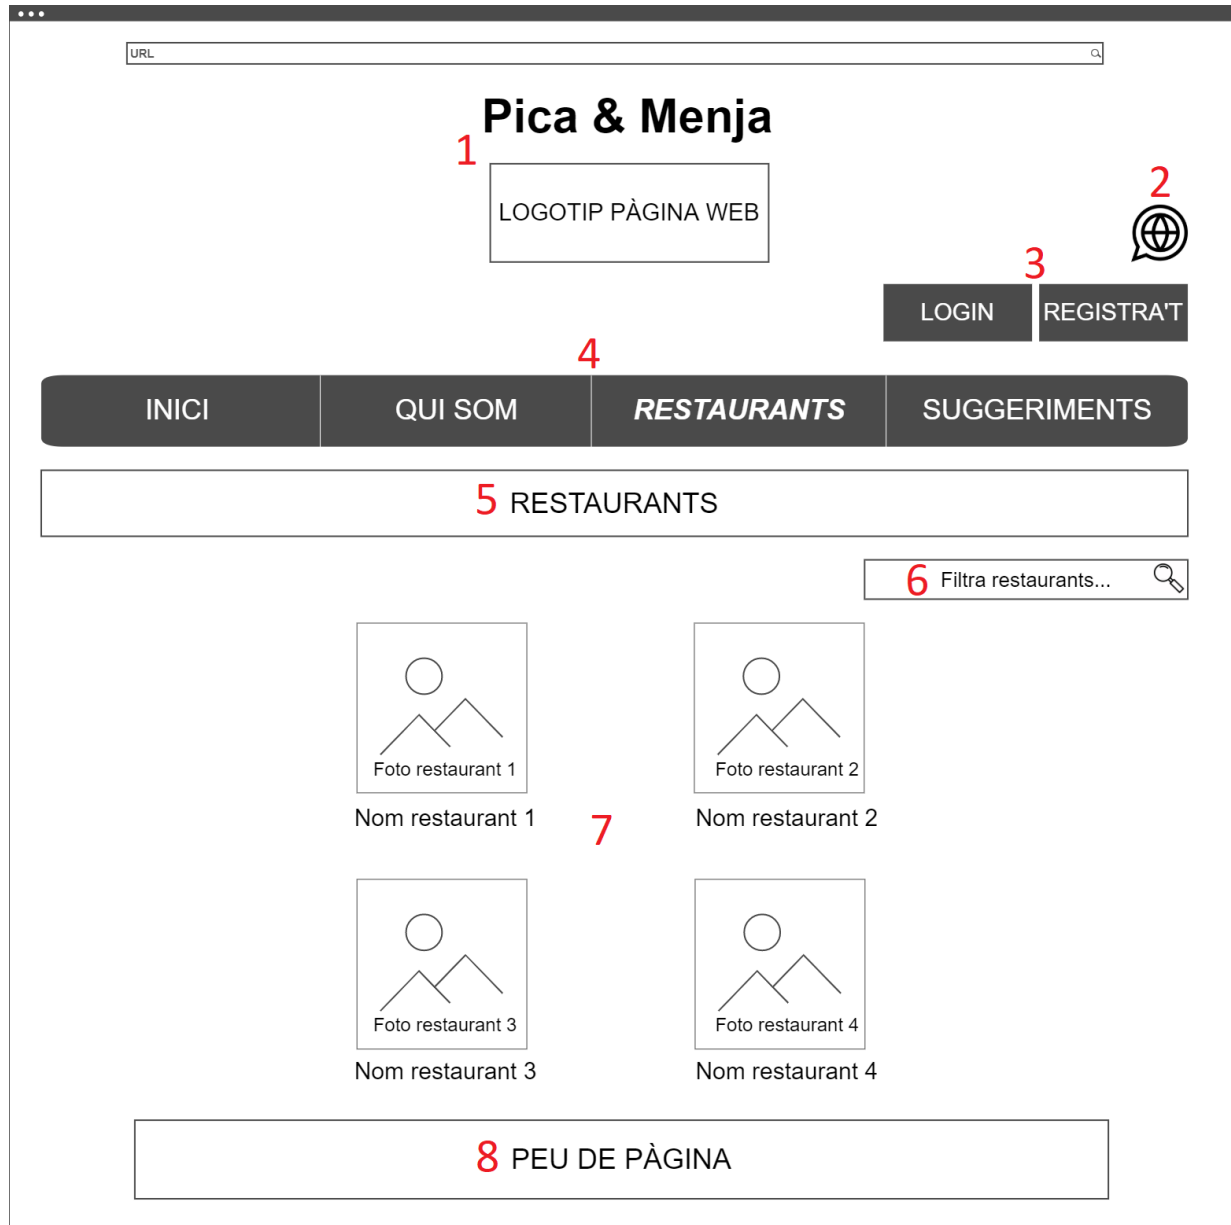 URL
Pica & Menja
1
LOGOTIP PÀGINA WEB
2
3
LOGIN REGISTRA'T
4
INICI QUI SOM RESTAURANTS SUGGERIMENTS
5 RESTAURANTS
6 Filtra restaurants...
Foto restaurant 1 Foto restaurant 2
Nom restaurant 1 Nom restaurant 2
7
Foto restaurant 3 Foto restaurant 4
Nom restaurant 3 Nom restaurant 4
8 PEU DE PÀGINA